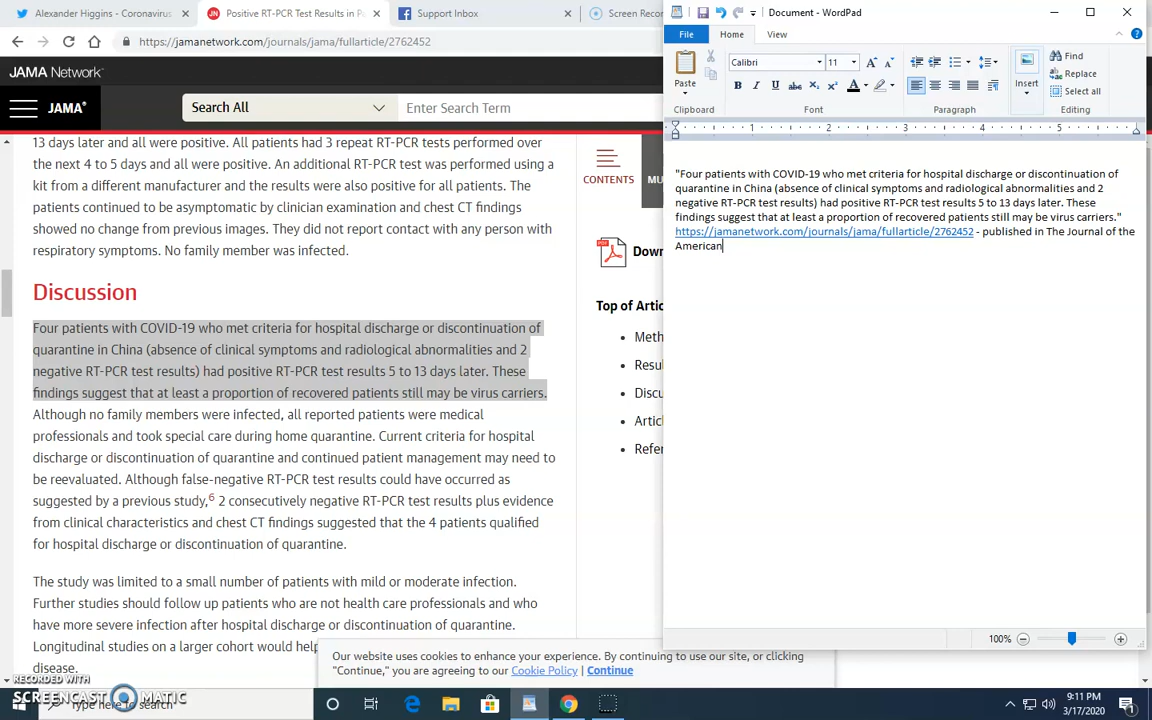 Alexander Higgins - Coronavirus
Positive RT-PCR Test Results in P
Support Inbox
Screen Reco
Document - WordPad
https://jamanetwork.com/journals/jama/fullarticle/2762452
File
Home
View
Paste
Clipboard
Calibri
11
Font
Paragraph
Insert
Find
Replace
Select all
Editing
JAMA Network
JAMA
Search All
Enter Search Term
1
2
3
4
5
13 days later and all were positive. All patients had 3 repeat RT-PCR tests performed over
the next 4 to 5 days and all were positive. An additional RT-PCR test was performed using a
kit from a different manufacturer and the results were also positive for all patients. The
patients continued to be asymptomatic by clinician examination and chest CT findings
showed no change from previous images. They did not report contact with any person with
respiratory symptoms. No family member was infected.
Discussion
Four patients with COVID-19 who met criteria for hospital discharge or discontinuation of
quarantine in China (absence of clinical symptoms and radiological abnormalities and 2
negative RT-PCR test results) had positive RT-PCR test results 5 to 13 days later. These
findings suggest that at least a proportion of recovered patients still may be virus carriers.
Although no family members were infected, all reported patients were medical
professionals and took special care during home quarantine. Current criteria for hospital
discharge or discontinuation of quarantine and continued patient management may need to
be reevaluated. Although false-negative RT-PCR test results could have occurred as
suggested by a previous study,6 2 consecutively negative RT-PCR test results plus evidence
from clinical characteristics and chest CT findings suggested that the 4 patients qualified
for hospital discharge or discontinuation of quarantine.
The study was limited to a small number of patients with mild or moderate infection.
Further studies should follow up patients who are not health care professionals and who
have more severe infection after hospital discharge or discontinuation of quarantine.
Longitudinal studies on a larger cohort would help
disease.
CONTENTS
MU
PDF
Down
Top of Artic
Meth
Resul
Discu
Articl
Refer
"Four patients with COVID-19 who met criteria for hospital discharge or discontinuation of
quarantine in China (absence of clinical symptoms and radiological abnormalities and 2
negative RT-PCR test results) had positive RT-PCR test results 5 to 13 days later. These
findings suggest that at least a proportion of recovered patients still may be virus carriers."
https://jamanetwork.com/journals/jama/fullarticle/2762452 - published in The Journal of the
American
100%
Our website uses cookies to enhance your experience. By continuing to use our site, or clicking
"Continue," you are agreeing to our Cookie Policy | Continue
RECORDED WITH
SCREENCAST MATIC
here to search
9:11 PM
3/17/2020
1